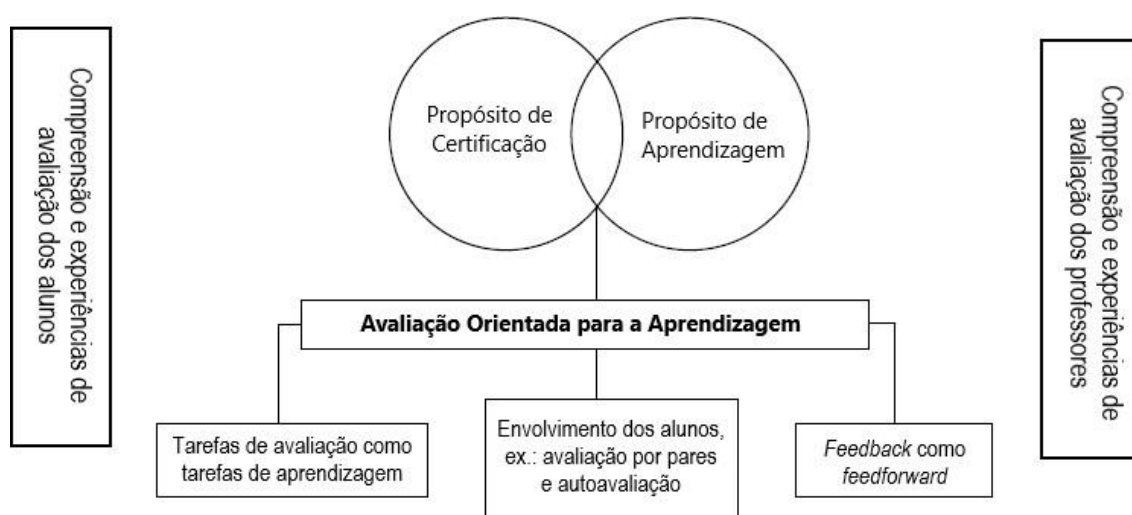 Compreensão e experiências de
avaliação dos alunos
Propósito de
Certificação
Propósito de
Aprendizagem
Avaliação Orientada para a Aprendizagem
Tarefas de avaliação como
tarefas de aprendizagem
Envolvimento dos alunos,
ex.: avaliação por pares
e autoavaliação
Feedback como
feedforward
Compreensão e experiências de
avaliação dos professores